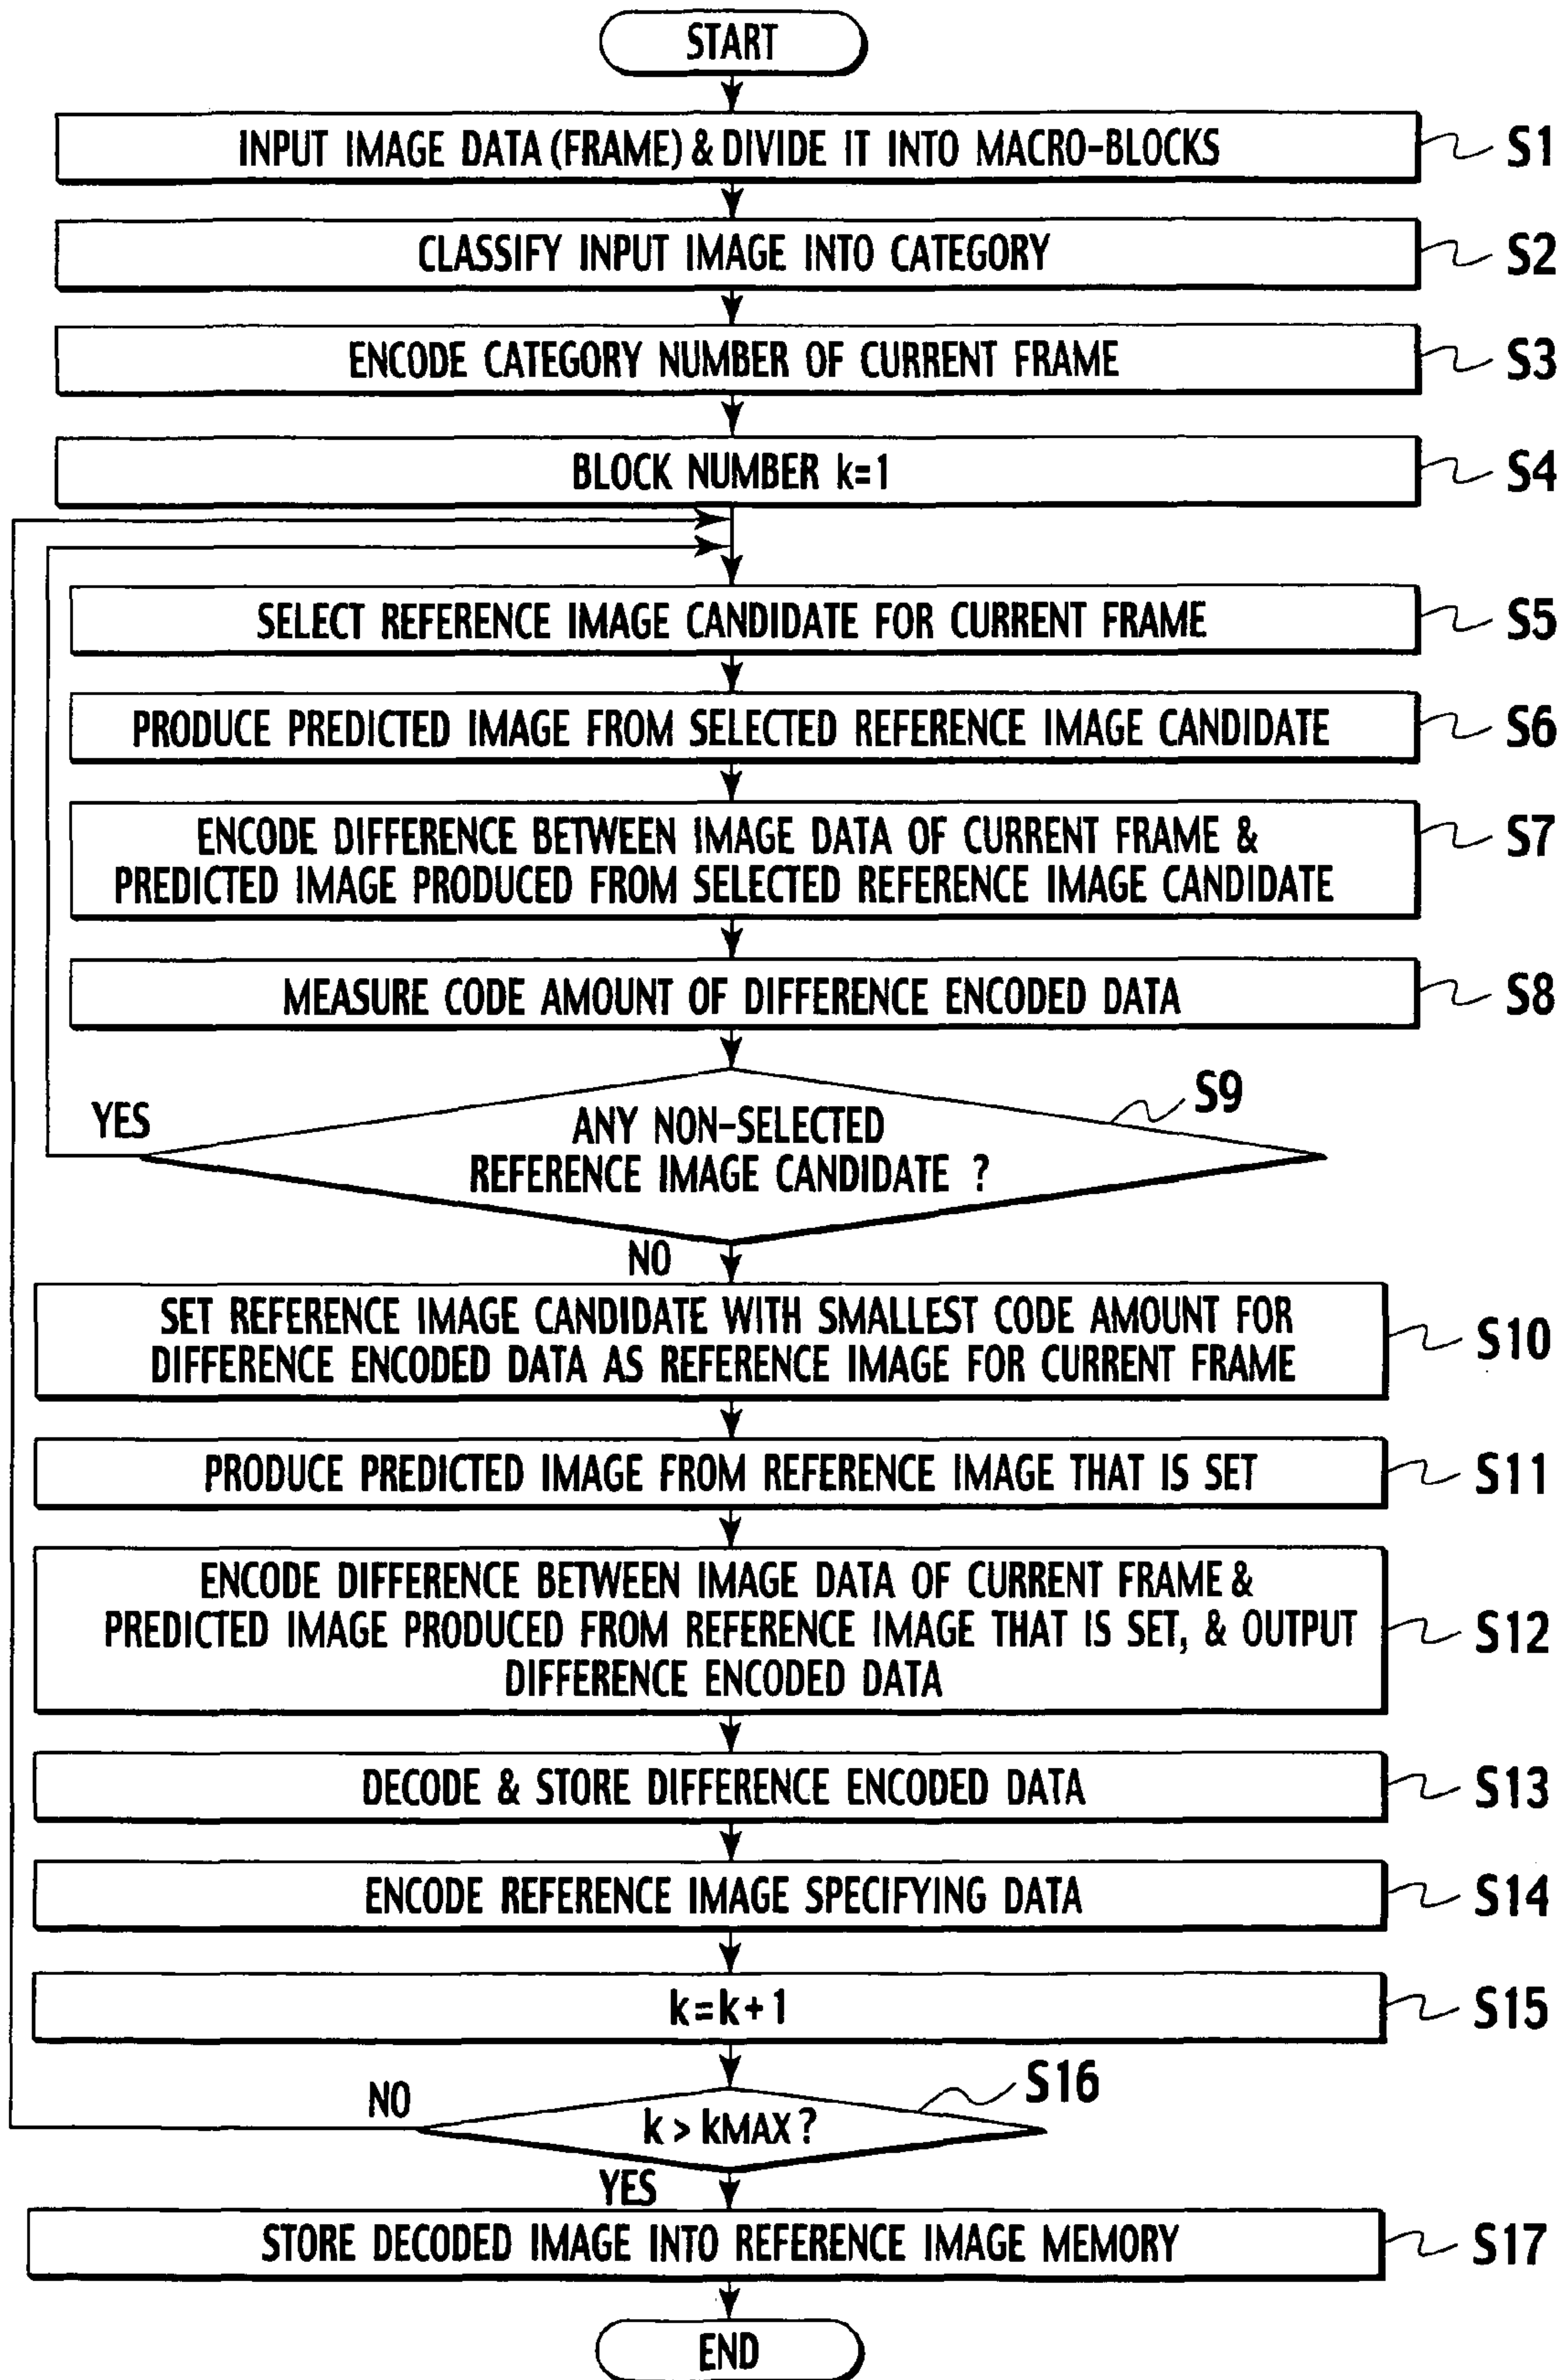 START
INPUT IMAGE DATA (FRAME) & DIVIDE IT INTO MACRO-BLOCKS
S1
CLASSIFY INPUT IMAGE INTO CATEGORY
S2
ENCODE CATEGORY NUMBER OF CURRENT FRAME
S3
BLOCK NUMBER k=1
S4
SELECT REFERENCE IMAGE CANDIDATE FOR CURRENT FRAME
S5
PRODUCE PREDICTED IMAGE FROM SELECTED REFERENCE IMAGE CANDIDATE
S6
ENCODE DIFFERENCE BETWEEN IMAGE DATA OF CURRENT FRAME &
PREDICTED IMAGE PRODUCED FROM SELECTED REFERENCE IMAGE CANDIDATE
S7
MEASURE CODE AMOUNT OF DIFFERENCE ENCODED DATA
S8
S9
YES
ANY NON-SELECTED
REFERENCE IMAGE CANDIDATE ?
NO
SET REFERENCE IMAGE CANDIDATE WITH SMALLEST CODE AMOUNT FOR
DIFFERENCE ENCODED DATA AS REFERENCE IMAGE FOR CURRENT FRAME
S10
PRODUCE PREDICTED IMAGE FROM REFERENCE IMAGE THAT IS SET
S11
ENCODE DIFFERENCE BETWEEN IMAGE DATA OF CURRENT FRAME &
PREDICTED IMAGE PRODUCED FROM REFERENCE IMAGE THAT IS SET, & OUTPUT
DIFFERENCE ENCODED DATA
S12
DECODE & STORE DIFFERENCE ENCODED DATA
S13
ENCODE REFERENCE IMAGE SPECIFYING DATA
S14
k=k+1
S15
S16
NO
k > kMAX ?
YES
STORE DECODED IMAGE INTO REFERENCE IMAGE MEMORY
S17
END